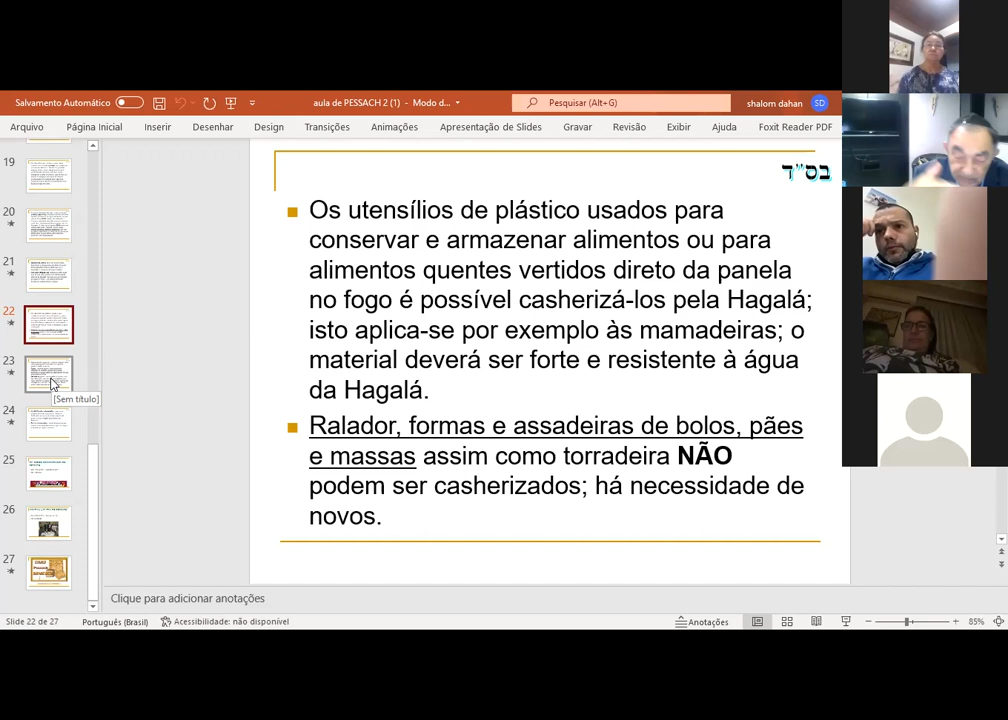 Salvamento Automático
aula de PESSACH 2 (1) - Modo d...
Pesquisar (Alt+G)
shalom dahan
SD
Arquivo
Página Inicial
Inserir
Desenhar
Design
Transições
Animações
Apresentação de Slides
Gravar
Revisão
Exibir
Ajuda
Foxit Reader PDF
19
20
21
22
23
[Sem título]
24
25
26
27
בס"ד
Os utensílios de plástico usados para
conservar e armazenar alimentos ou para
alimentos quentes vertidos direto da panela
no fogo é possível casherizá-los pela Hagalá;
isto aplica-se por exemplo às mamadeiras; o
material deverá ser forte e resistente à água
da Hagalá.
Ralador, formas e assadeiras de bolos, pães
e massas assim como torradeira NÃO
podem ser casherizados; há necessidade de
novos.
Clique para adicionar anotações
Slide 22 de 27
Português (Brasil)
Acessibilidade: não disponível
Anotações
85%